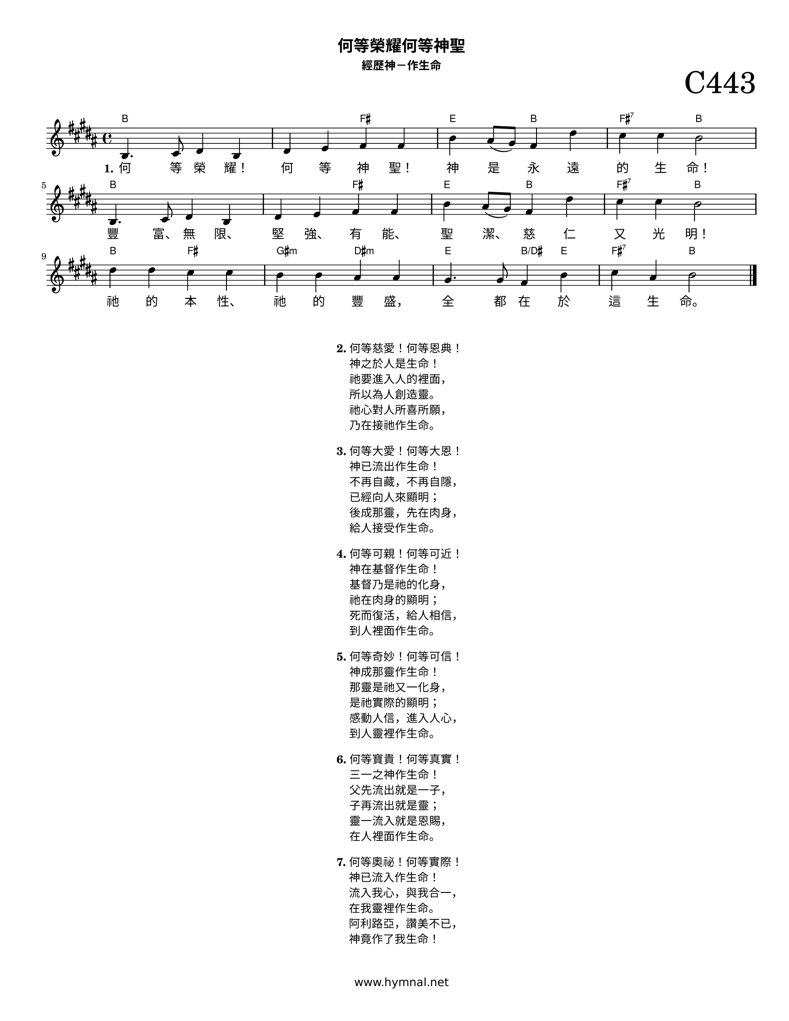 何等榮耀何等神聖
經歷神－作生命
C443
B F♯ E B F♯7 B
1. 何 等 榮 耀！ 何 等 神 聖！ 神 是 永 遠 的 生 命！
5 B F♯ E B F♯7 B
豐 富、 無 限、 堅 強、 有 能、 聖 潔、 慈 仁 又 光 明！
9 B F♯ G♯m D♯m E B/D♯ E F♯7 B
祂 的 本 性、 祂 的 豐 盛， 全 都 在 於 這 生 命。
2. 何等慈愛！何等恩典！
神之於人是生命！
祂要進入人的裡面，
所以為人創造靈。
祂心對人所喜所願，
乃在接祂作生命。
3. 何等大愛！何等大恩！
神已流出作生命！
不再自藏，不再自隱，
已經向人來顯明；
後成那靈，先在肉身，
給人接受作生命。
4. 何等可親！何等可近！
神在基督作生命！
基督乃是祂的化身，
祂在肉身的顯明；
死而復活，給人相信，
到人裡面作生命。
5. 何等奇妙！何等可信！
神成那靈作生命！
那靈是祂又一化身，
是祂實際的顯明；
感動人信，進入人心，
到人靈裡作生命。
6. 何等寶貴！何等真實！
三一之神作生命！
父先流出就是一子，
子再流出就是靈；
靈一流入就是恩賜，
在人裡面作生命。
7. 何等奧祕！何等實際！
神已流入作生命！
流入我心，與我合一，
在我靈裡作生命。
阿利路亞，讚美不已，
神竟作了我生命！
www.hymnal.net